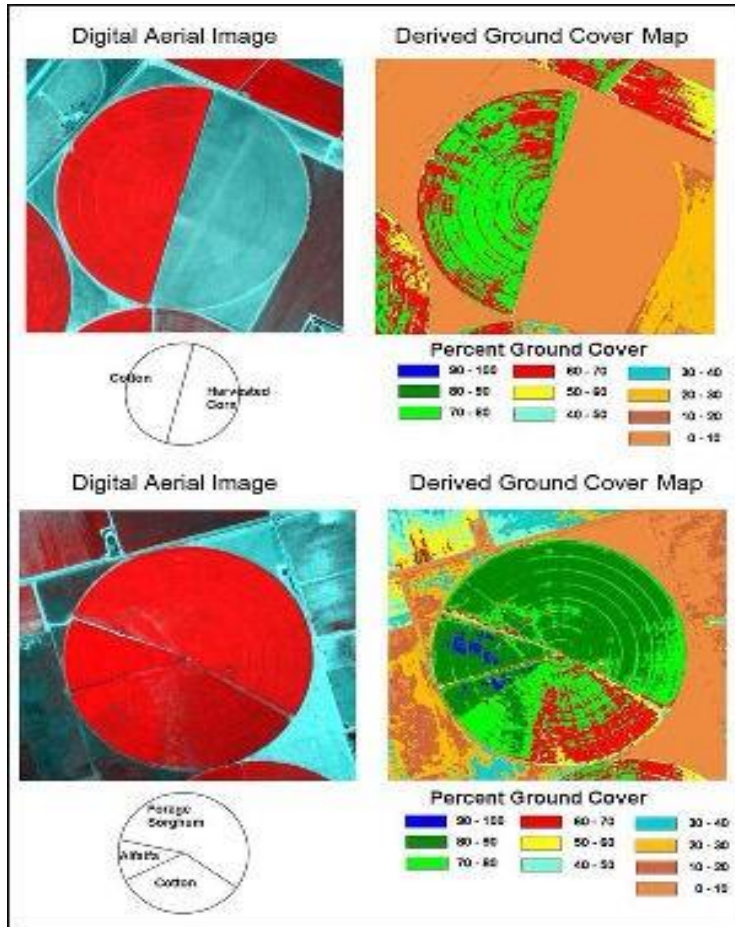 Digital Aerial Image
Derived Ground Cover Map
Cotton
Harvested
Corn
Percent Ground Cover
90 - 100
60 - 70
30 - 40
80 - 90
50 - 60
20 - 30
70 - 80
40 - 50
10 - 20
0 - 10
Digital Aerial Image
Derived Ground Cover Map
Forage
Sorghum
Alfalfa
Cotton
Percent Ground Cover
90 - 100
60 - 70
30 - 40
80 - 90
50 - 60
20 - 30
70 - 80
40 - 50
10 - 20
0 - 10